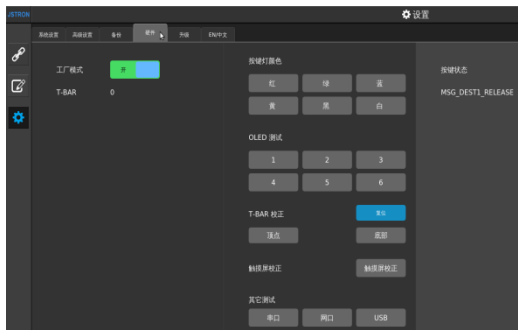 JSTRON
设置
系统设置 高级设置 备份 硬件 升级 EN/中文
工厂模式 开
T-BAR 0
按键灯颜色
红 绿 蓝
黄 黑 白
OLED 测试
1 2 3
4 5 6
T-BAR 校正 复位
顶点 底部
触摸屏校正 触摸屏校正
其它测试
串口 网口 USB
按键状态
MSG_DEST1_RELEASE